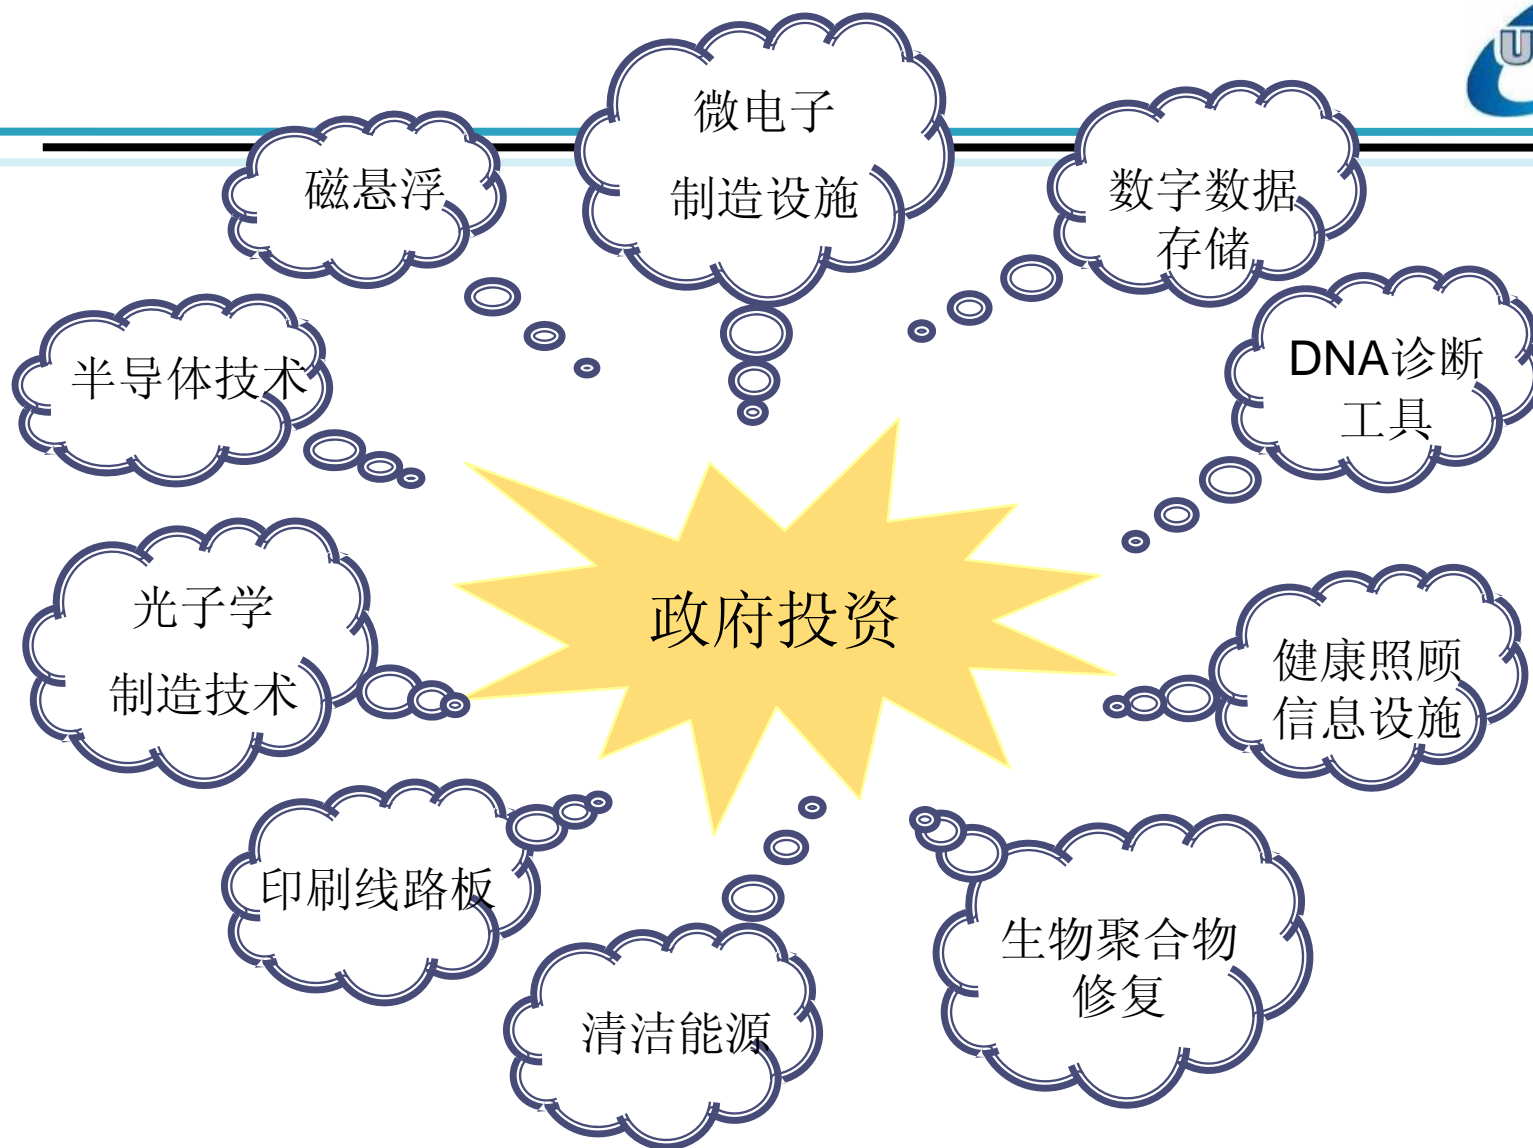 微电子
制造设施
磁悬浮
数字数据
存储
半导体技术
DNA诊断
工具
光子学
制造技术
政府投资
健康照顾
信息设施
印刷线路板
生物聚合物
修复
清洁能源